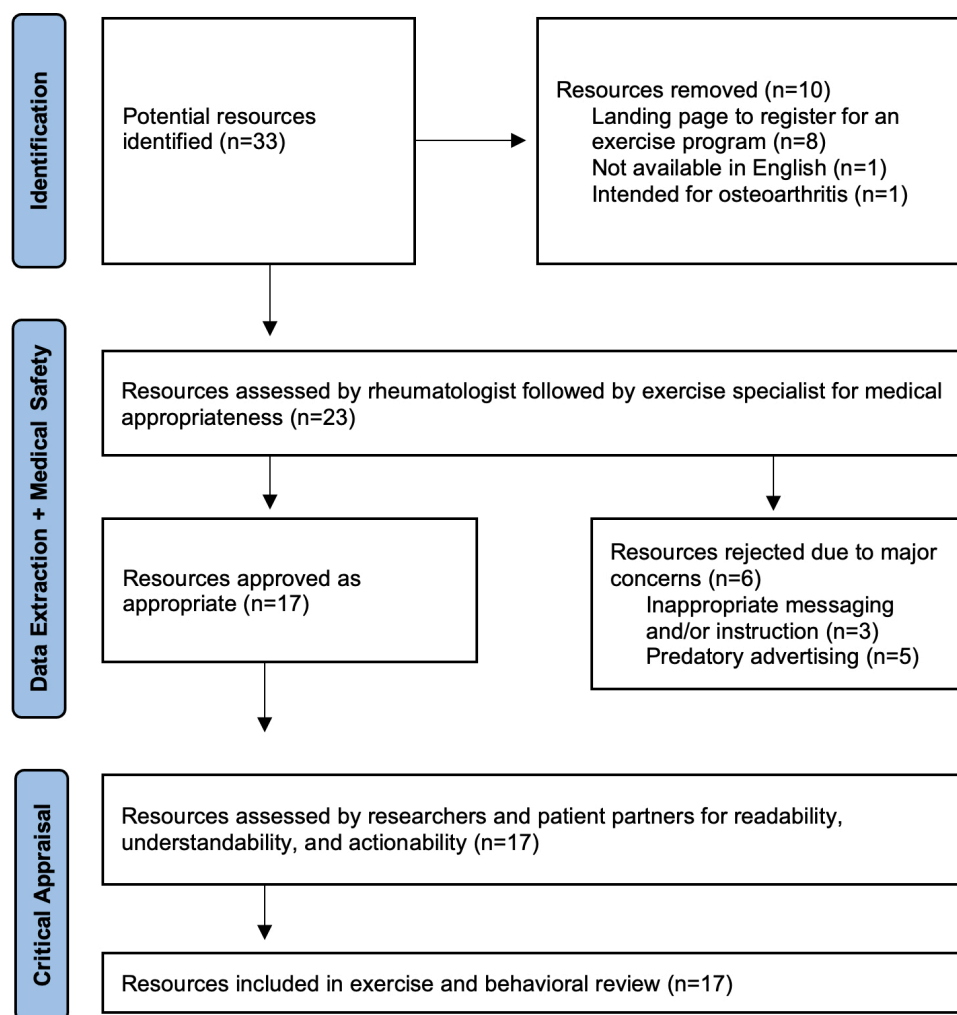 Identification
Potential resources
identified (n=33)
Resources removed (n=10)
Landing page to register for an
exercise program (n=8)
Not available in English (n=1)
Intended for osteoarthritis (n=1)
Data Extraction + Medical Safety
Resources assessed by rheumatologist followed by exercise specialist for medical
appropriateness (n=23)
Resources approved as
appropriate (n=17)
Resources rejected due to major
concerns (n=6)
Inappropriate messaging
and/or instruction (n=3)
Predatory advertising (n=5)
Critical Appraisal
Resources assessed by researchers and patient partners for readability,
understandability, and actionability (n=17)
Resources included in exercise and behavioral review (n=17)